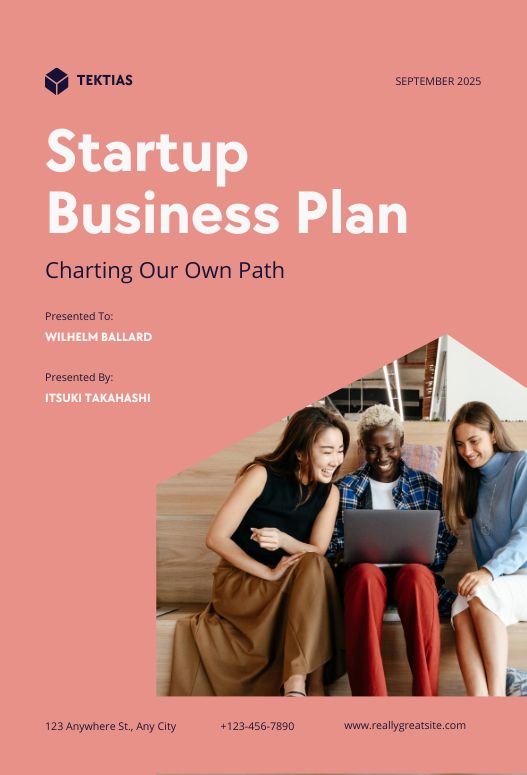 TEKTIAS
SEPTEMBER 2025
Startup
Business Plan
Charting Our Own Path
Presented To:
WILHELM BALLARD
Presented By:
ITSUKI TAKAHASHI
123 Anywhere St., Any City
+123-456-7890
www.reallygreatsite.com